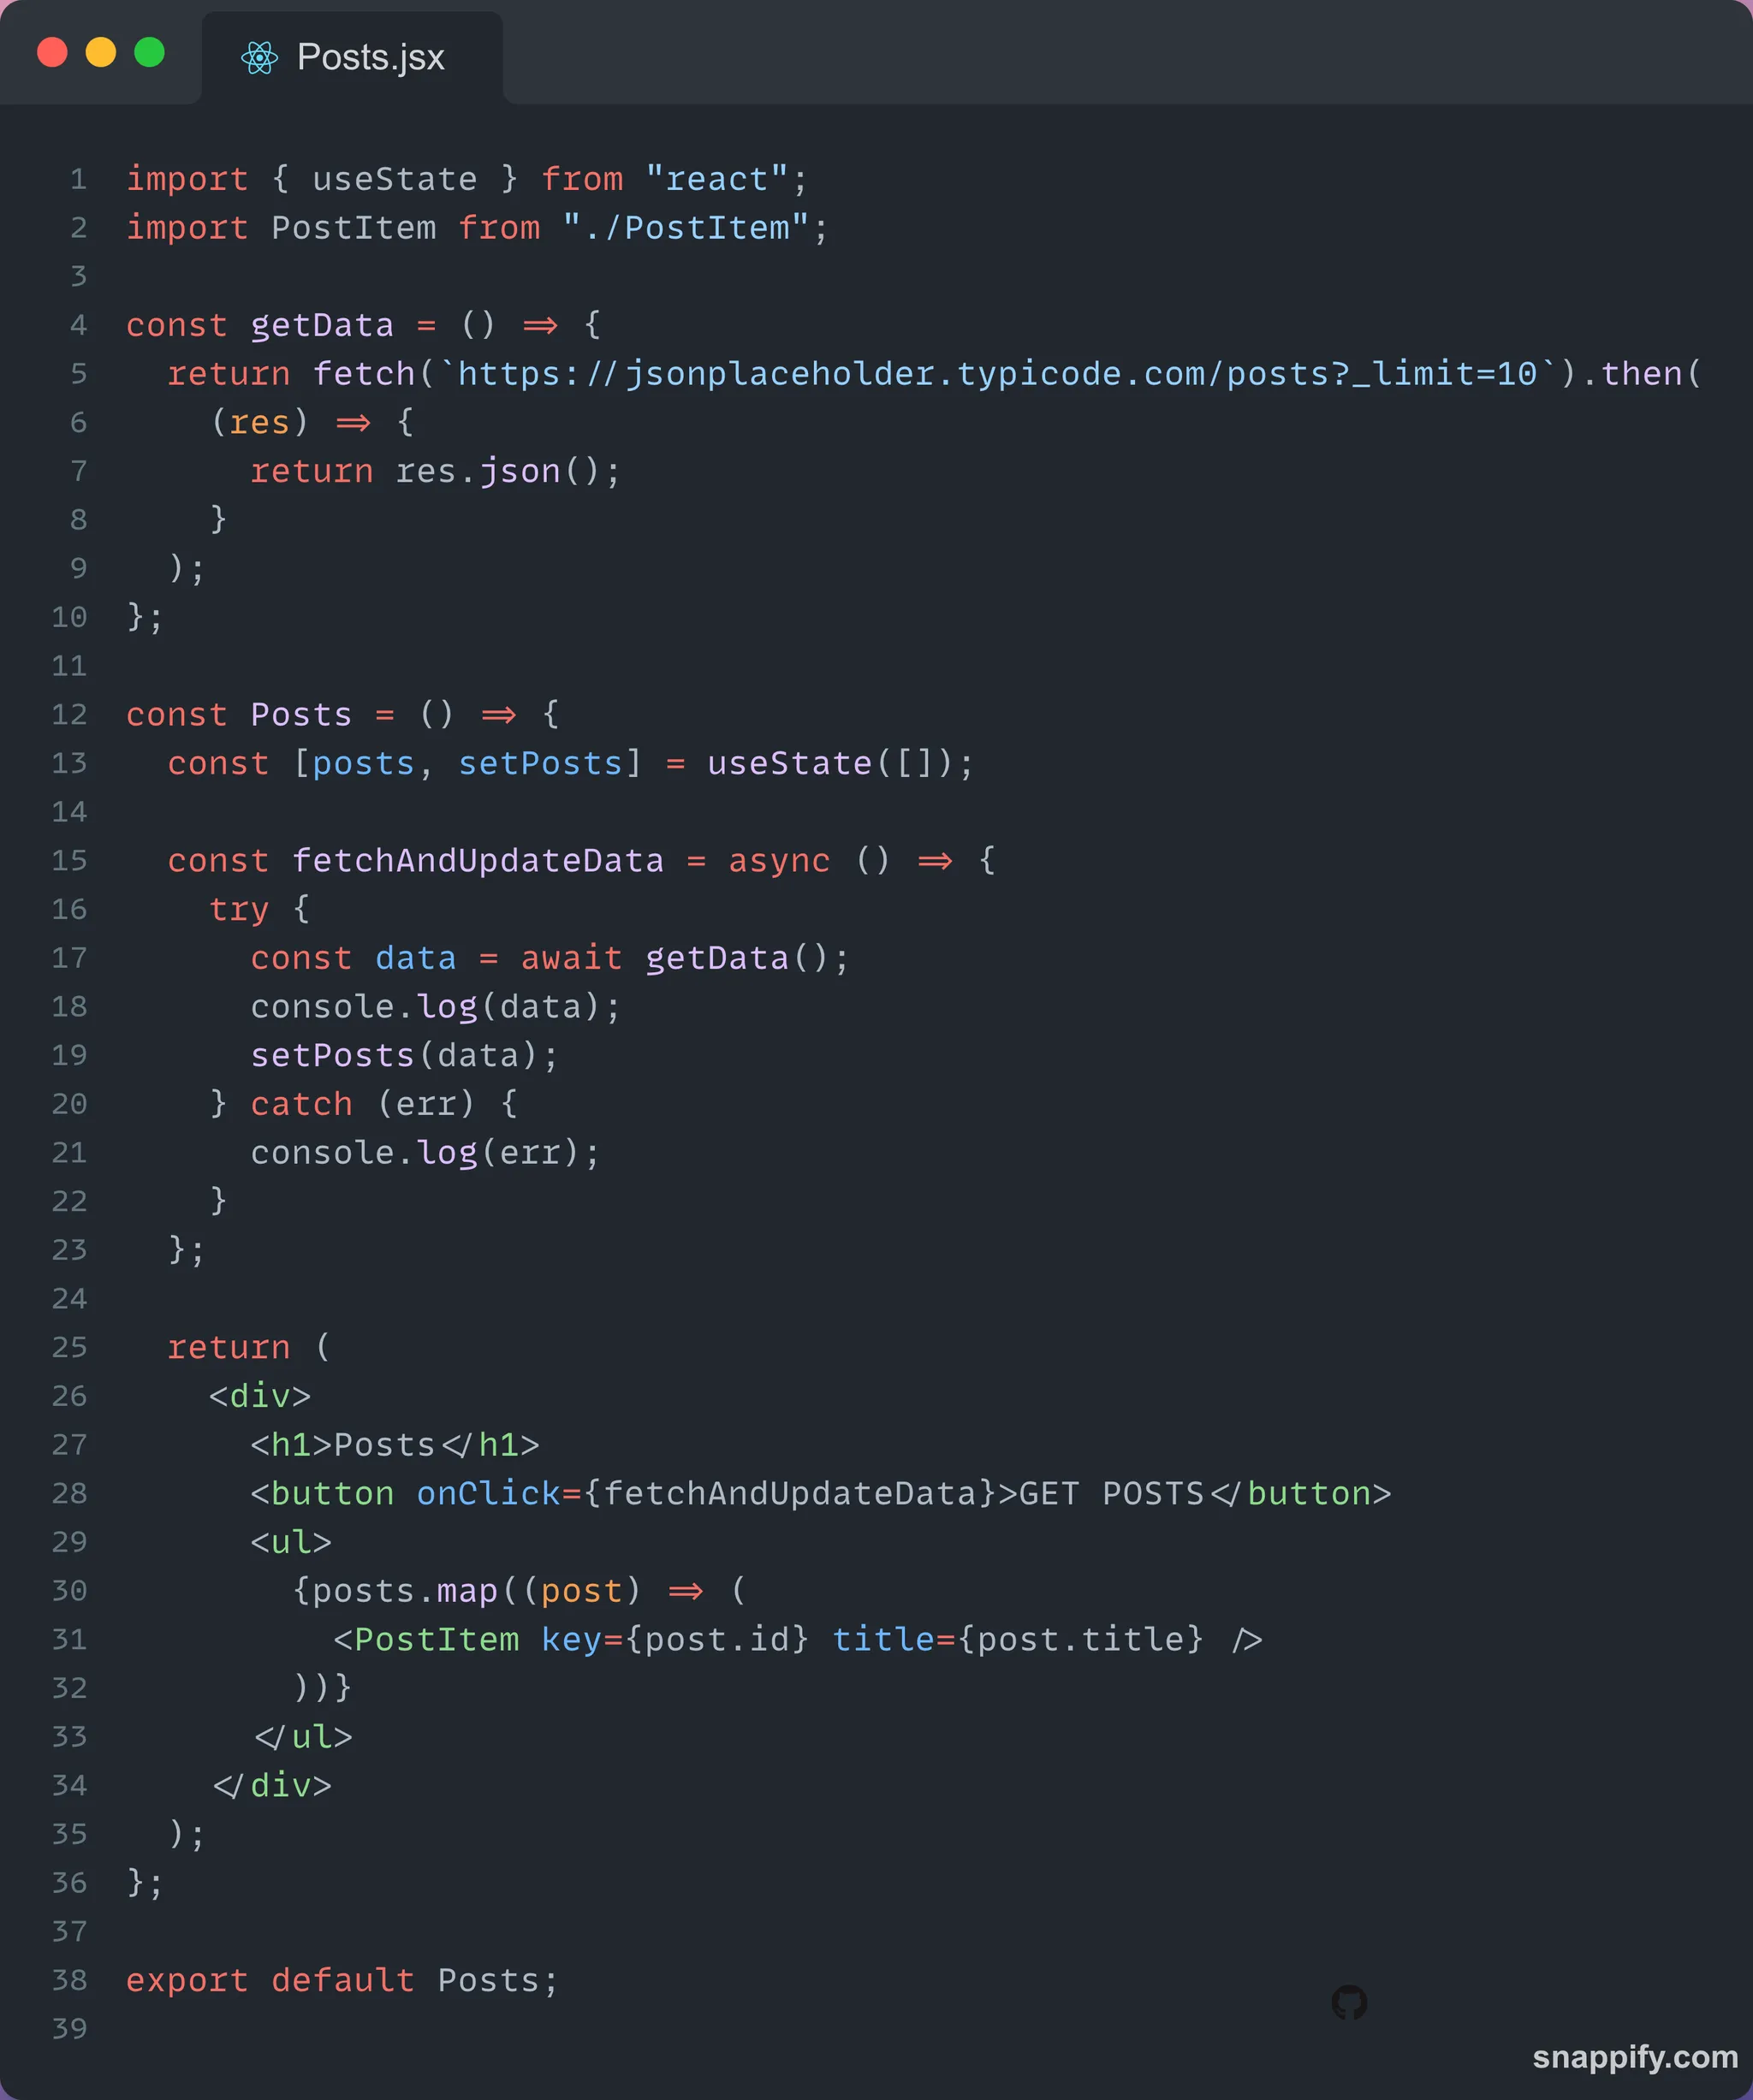 Posts.jsx
1 import { useState } from "react";
2 import PostItem from "./PostItem";
3
4 const getData = () => {
5   return fetch(`https://jsonplaceholder.typicode.com/posts?_limit=10`).then(
6     (res) => {
7       return res.json();
8     }
9   );
10 };
11
12 const Posts = () => {
13   const [posts, setPosts] = useState([]);
14
15   const fetchAndUpdateData = async () => {
16     try {
17       const data = await getData();
18       console.log(data);
19       setPosts(data);
20     } catch (err) {
21       console.log(err);
22     }
23   };
24
25   return (
26     <div>
27       <h1>Posts</h1>
28       <button onClick={fetchAndUpdateData}>GET POSTS</button>
29       <ul>
30         {posts.map((post) => (
31           <PostItem key={post.id} title={post.title} />
32         ))}
33       </ul>
34     </div>
35   );
36 };
37
38 export default Posts;
39
snappify.com